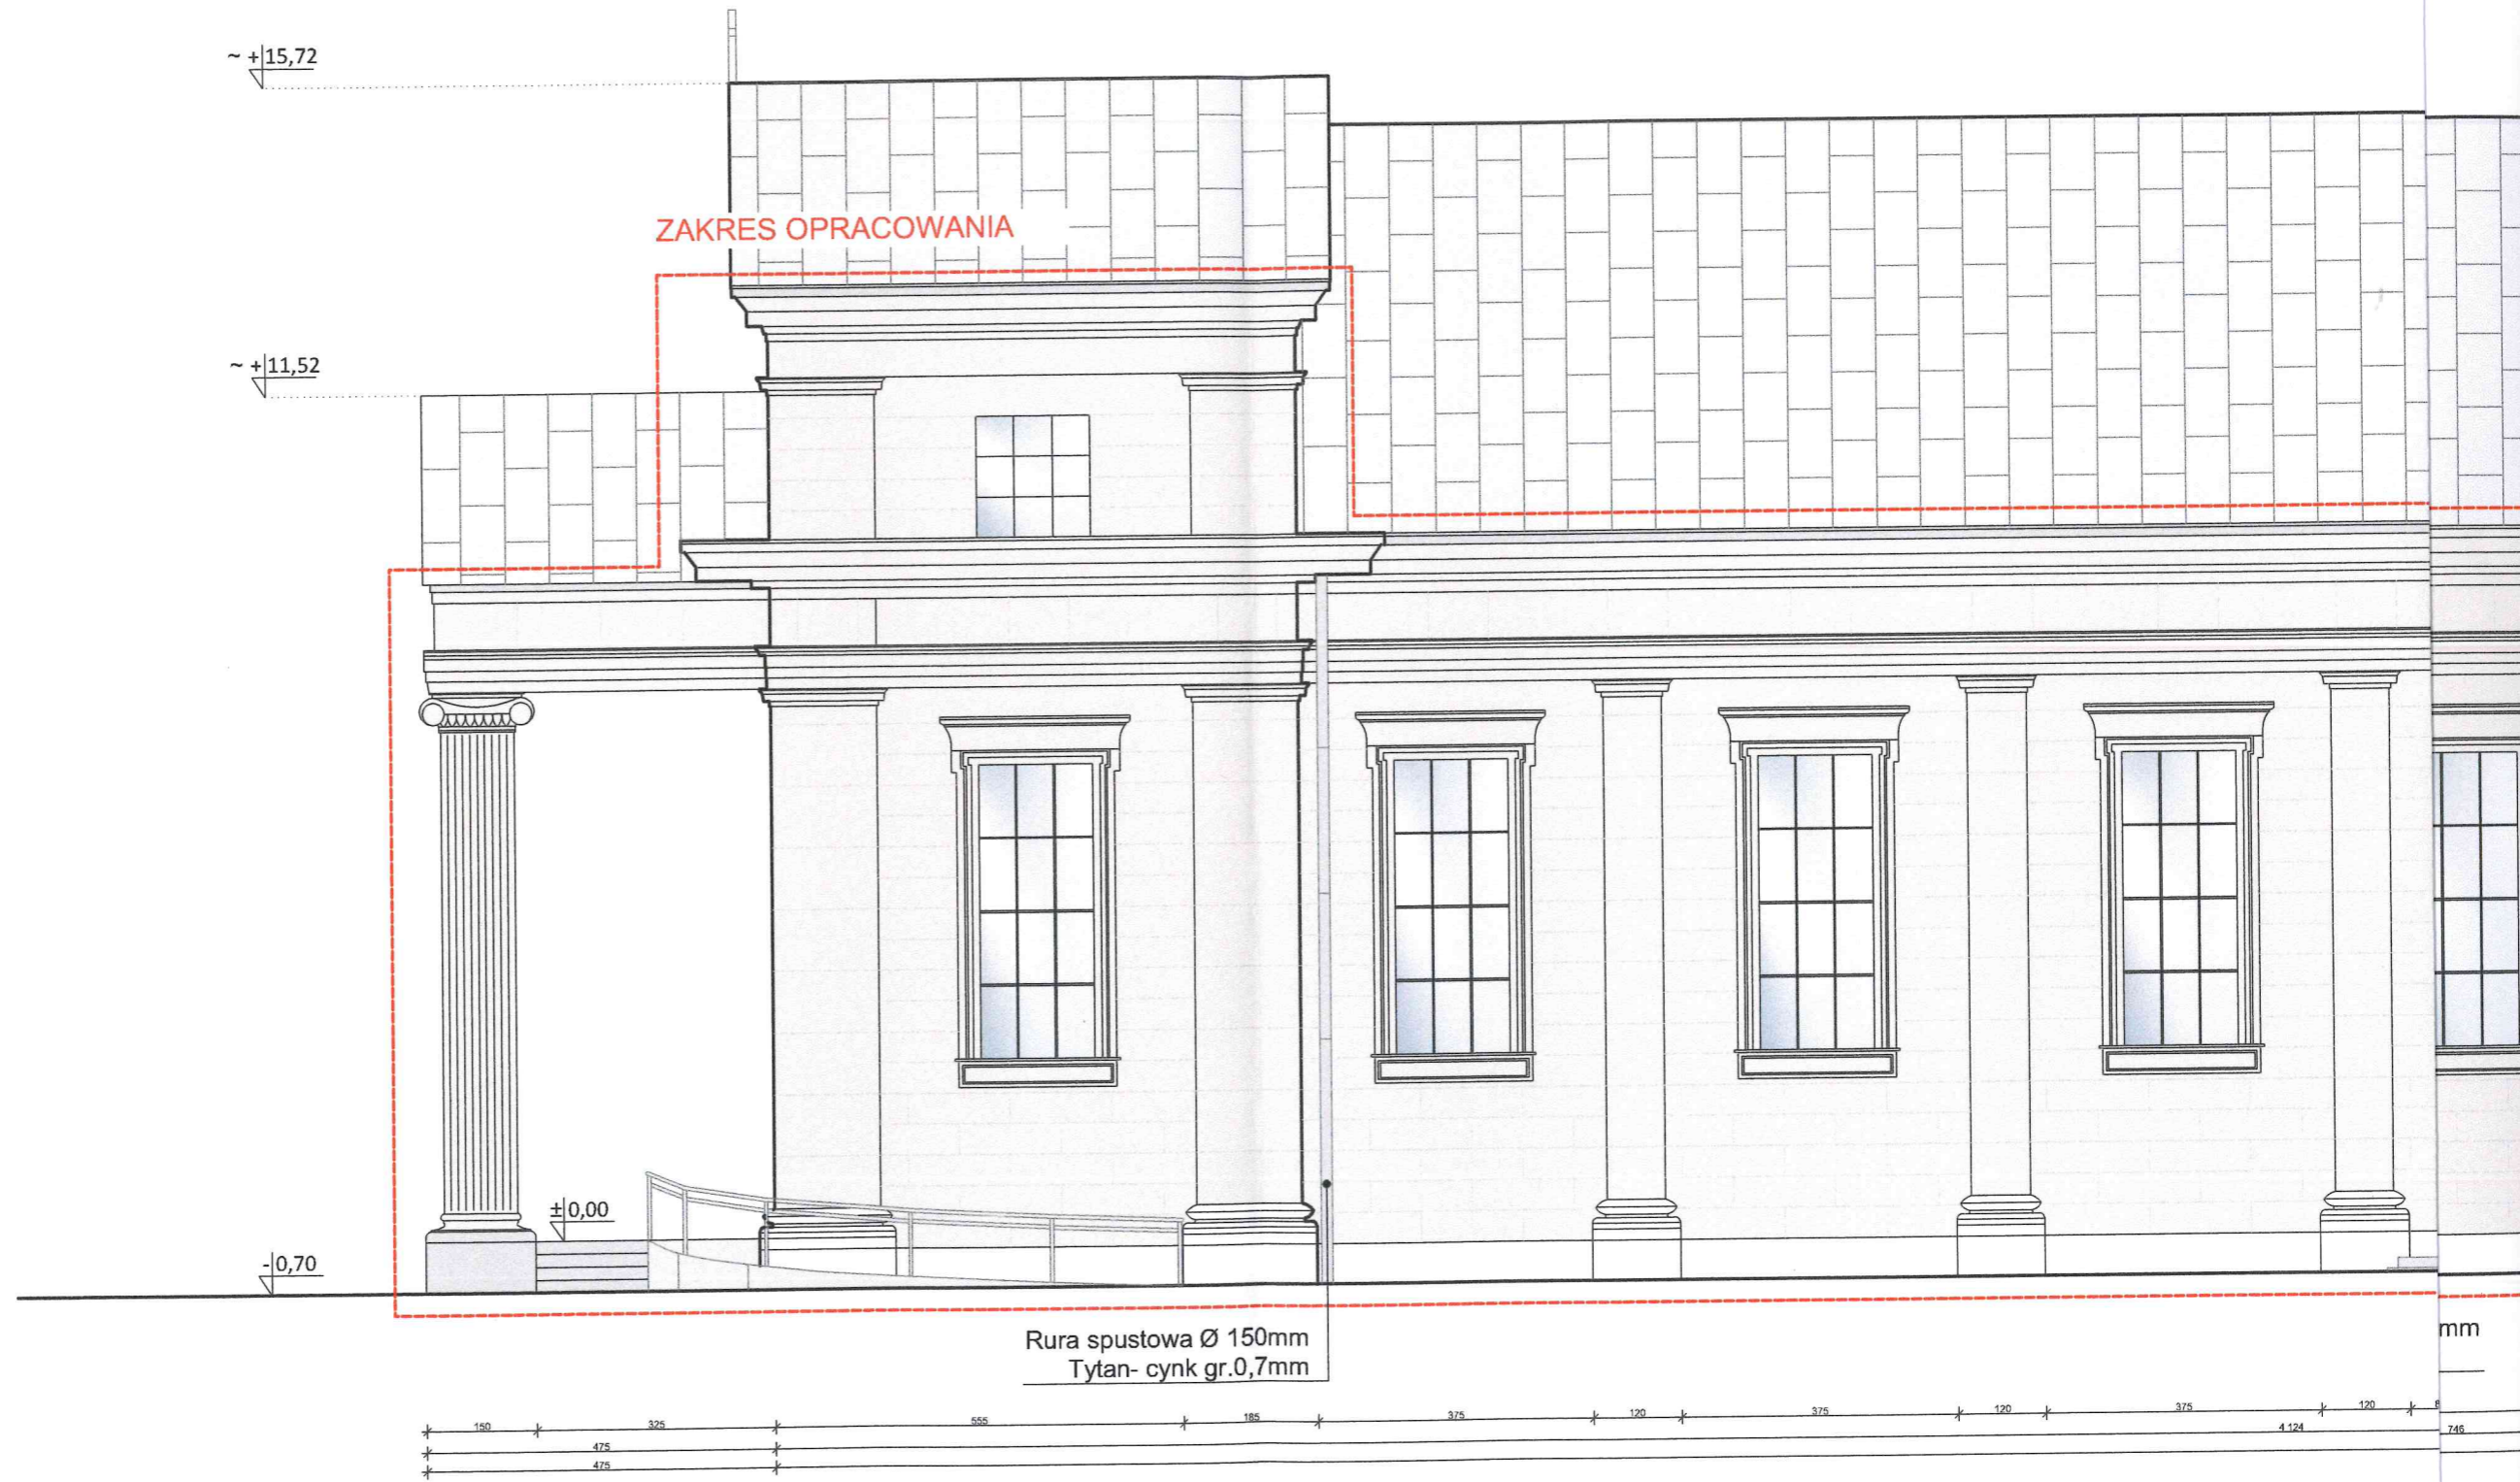 ~ +15,72
ZAKRES OPRACOWANIA
~ +11,52
±0,00
-0,70
Rura spustowa Ø 150mm
Tytan- cynk gr.0,7mm
mm
150 325 555 185 375 120 375 120 375 120
475 4 124 746
475